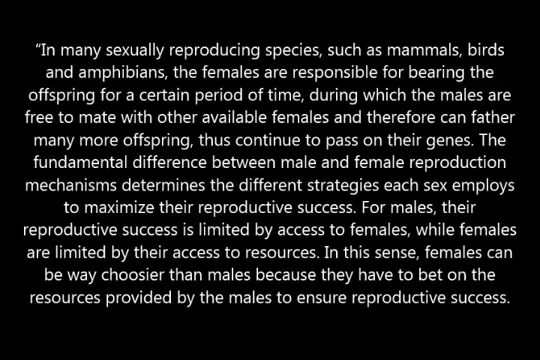 “In many sexually reproducing species, such as mammals, birds
and amphibians, the females are responsible for bearing the
offspring for a certain period of time, during which the males are
free to mate with other available females and therefore can father
many more offspring, thus continue to pass on their genes. The
fundamental difference between male and female reproduction
mechanisms determines the different strategies each sex employs
to maximize their reproductive success. For males, their
reproductive success is limited by access to females, while females
are limited by their access to resources. In this sense, females can
be way choosier than males because they have to bet on the
resources provided by the males to ensure reproductive success.